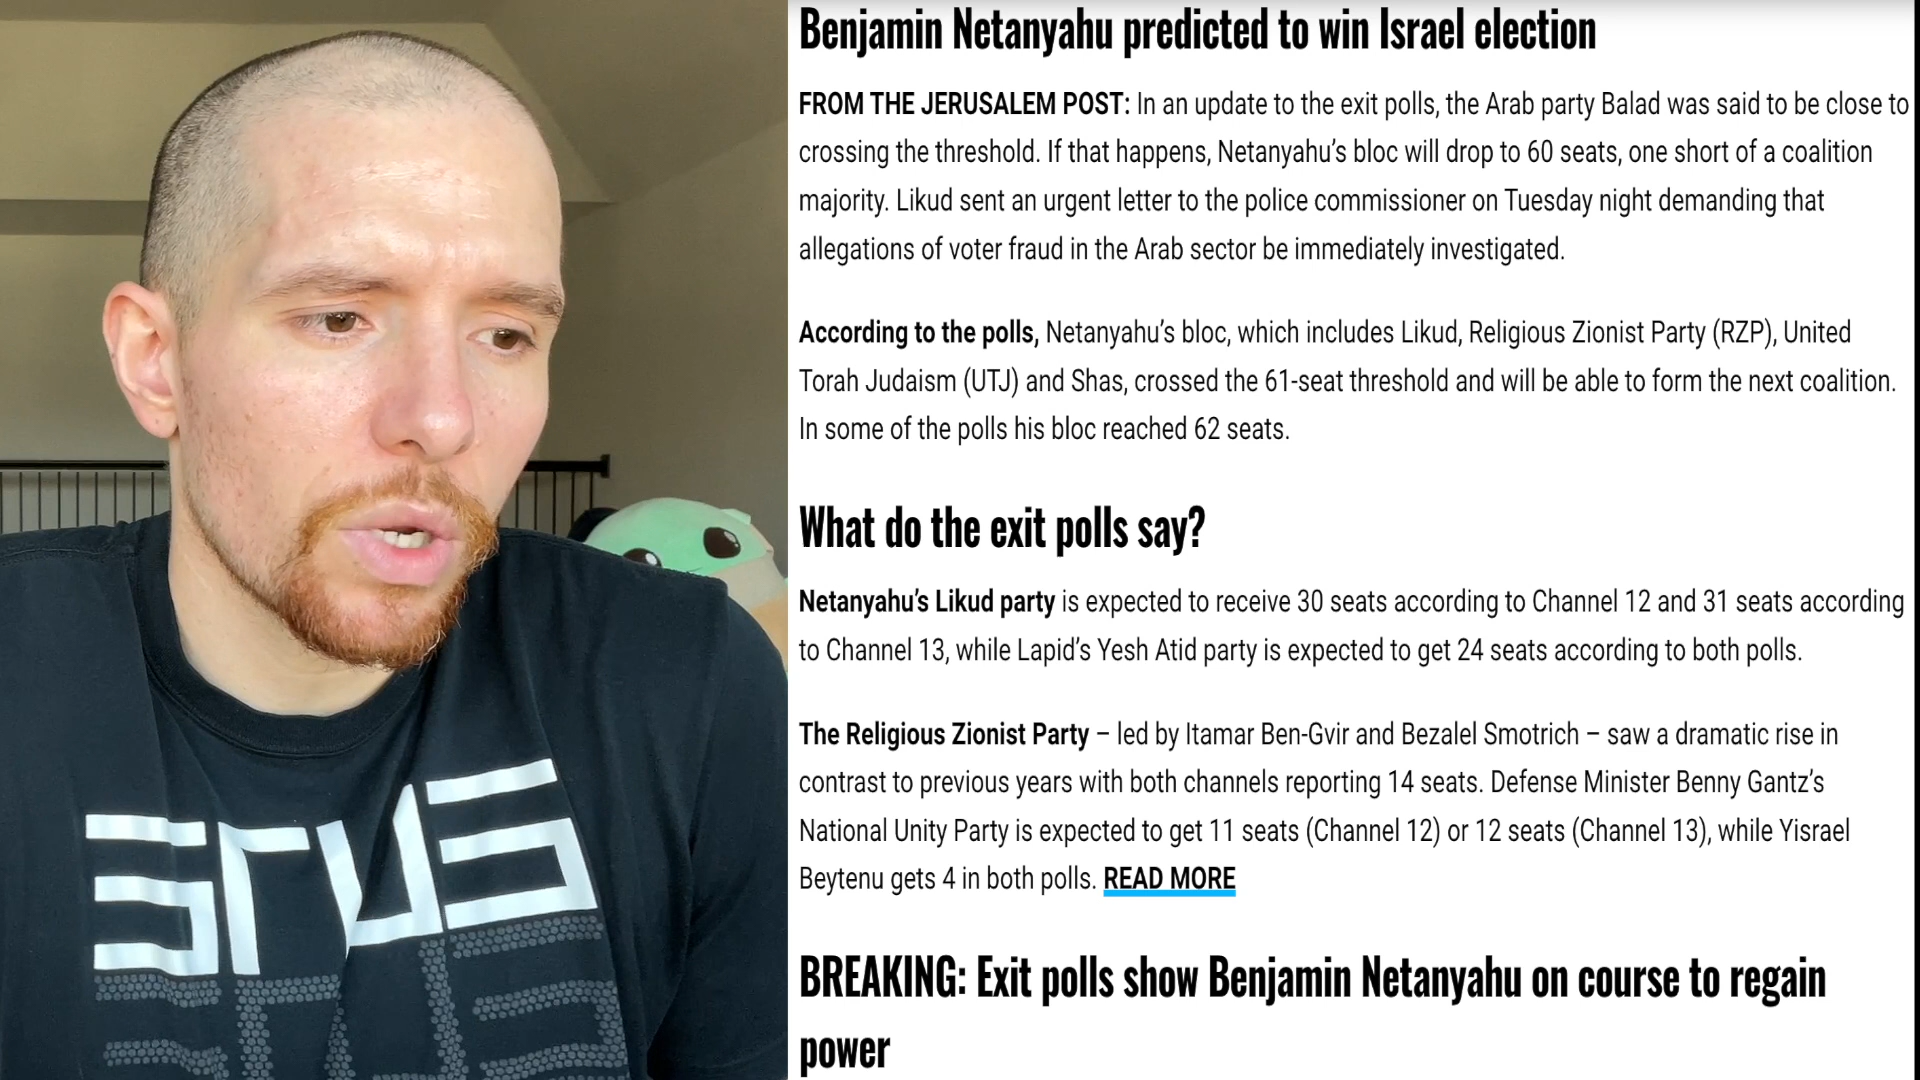 Benjamin Netanyahu predicted to win Israel election
FROM THE JERUSALEM POST: In an update to the exit polls, the Arab party Balad was said to be close to
crossing the threshold. If that happens, Netanyahu’s bloc will drop to 60 seats, one short of a coalition
majority. Likud sent an urgent letter to the police commissioner on Tuesday night demanding that
allegations of voter fraud in the Arab sector be immediately investigated.
According to the polls, Netanyahu’s bloc, which includes Likud, Religious Zionist Party (RZP), United
Torah Judaism (UTJ) and Shas, crossed the 61-seat threshold and will be able to form the next coalition.
In some of the polls his bloc reached 62 seats.
What do the exit polls say?
Netanyahu’s Likud party is expected to receive 30 seats according to Channel 12 and 31 seats according
to Channel 13, while Lapid’s Yesh Atid party is expected to get 24 seats according to both polls.
The Religious Zionist Party – led by Itamar Ben-Gvir and Bezalel Smotrich – saw a dramatic rise in
contrast to previous years with both channels reporting 14 seats. Defense Minister Benny Gantz’s
National Unity Party is expected to get 11 seats (Channel 12) or 12 seats (Channel 13), while Yisrael
Beytenu gets 4 in both polls. READ MORE
BREAKING: Exit polls show Benjamin Netanyahu on course to regain
power